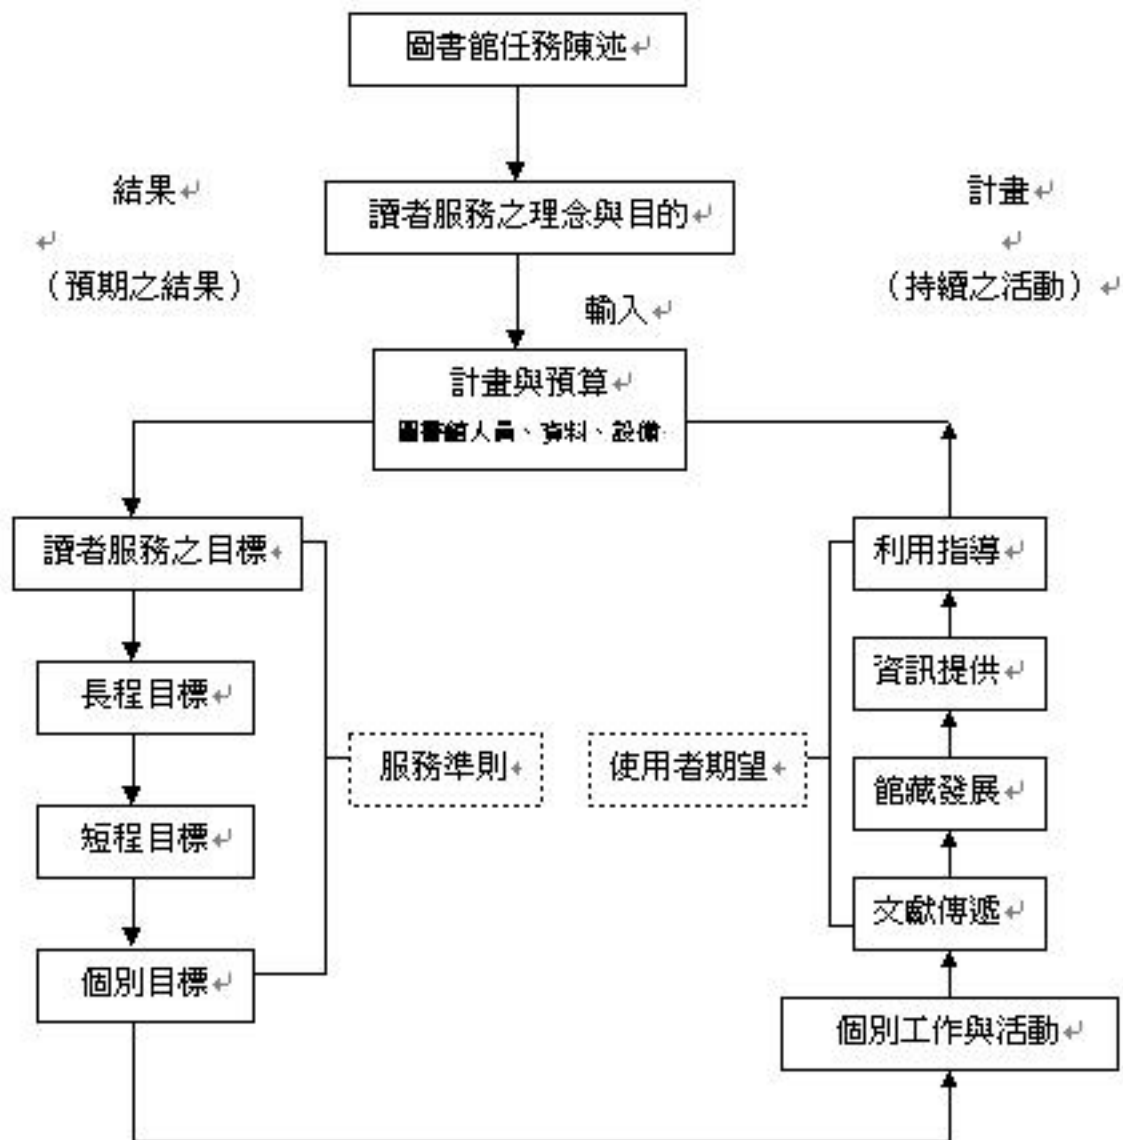 圖書館任務陳述
結果
讀者服務之理念與目的
計畫
（預期之結果）
（持續之活動）
輸入
計畫與預算
圖書館人員、資料、設備
讀者服務之目標
利用指導
長程目標
資訊提供
服務準則
使用者期望
館藏發展
短程目標
文獻傳遞
個別目標
個別工作與活動